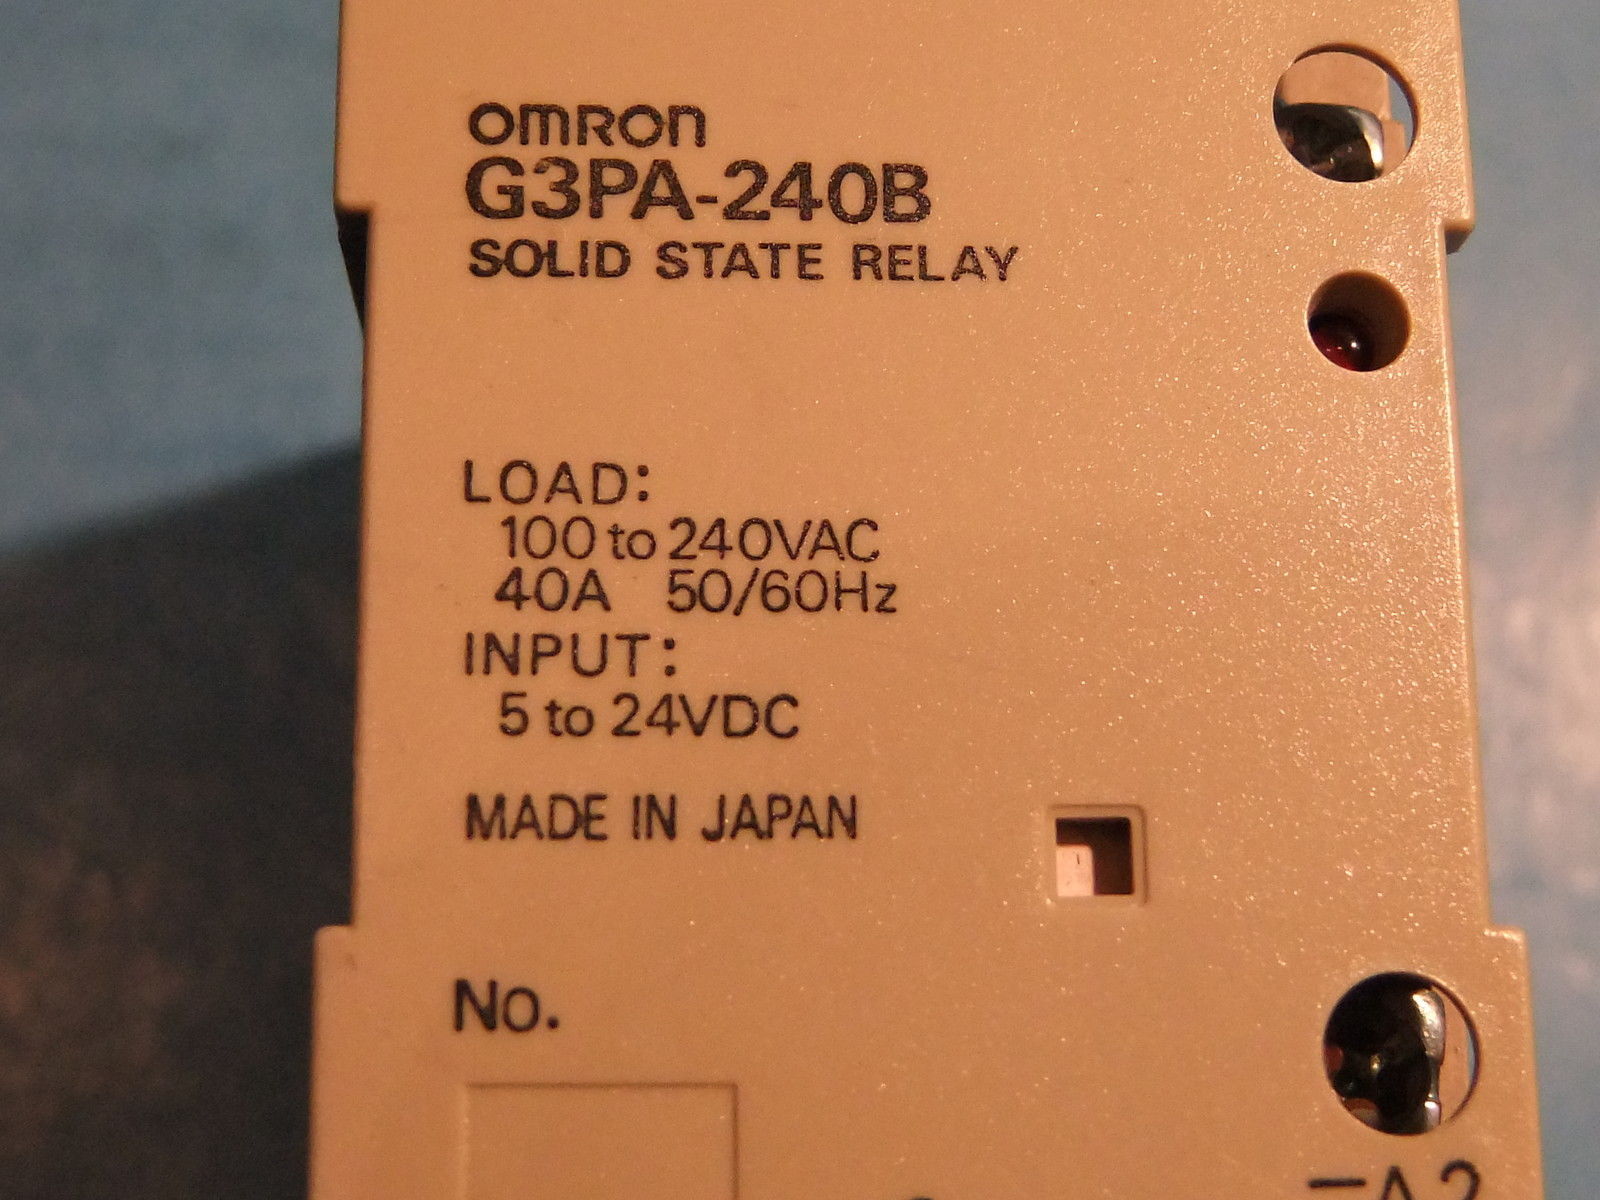 omron
G3PA-240B
SOLID STATE RELAY
LOAD:
100 to 240VAC
40A 50/60Hz
INPUT:
5 to 24VDC
MADE IN JAPAN
No.